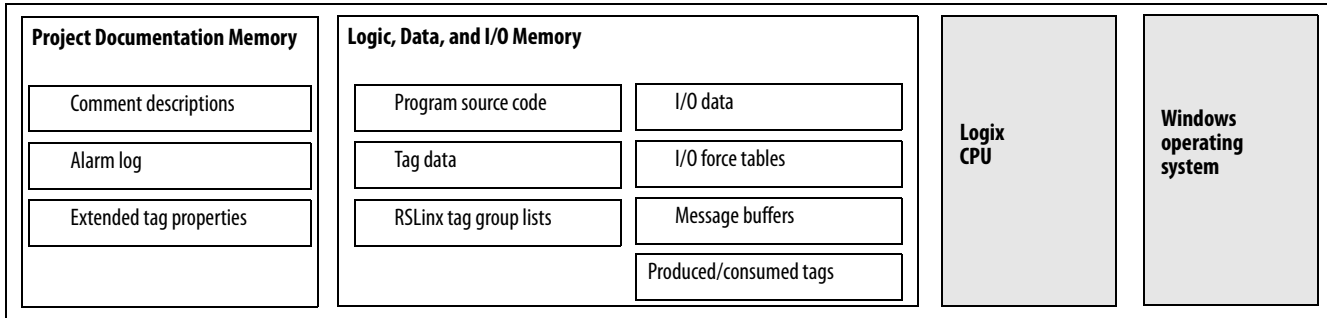 Project Documentation Memory
Comment descriptions
Alarm log
Extended tag properties
Logic, Data, and I/O Memory
Program source code
Tag data
RSLinx tag group lists
I/O data
I/O force tables
Message buffers
Produced/consumed tags
Logix
CPU
Windows
operating
system